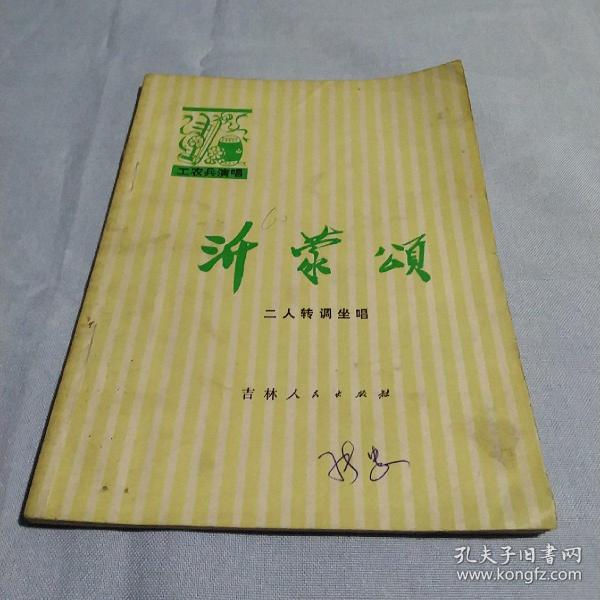 工农兵演唱
沂蒙颂
二人转调坐唱
吉林人民出版社
孔夫子旧书网
www.kongfz.com